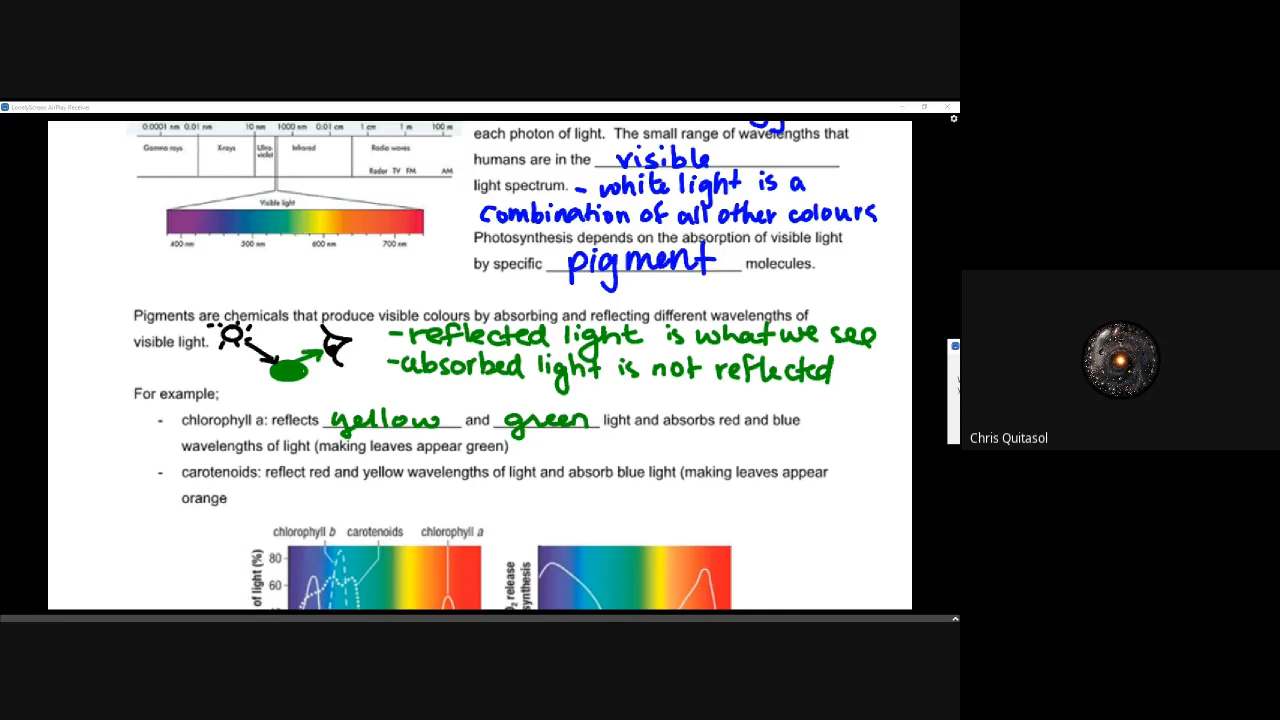 LonelyScreen AirPlay Receiver
0.0001 nm 0.01 nm 10 nm 1000 nm 0.01 cm 1 cm 1 m 100 m
Gamma rays X-rays Ultra-violet Infrared Radio waves
Radar TV FM AM
Visible light
400 nm 500 nm 600 nm 700 nm
each photon of light. The small range of wavelengths that
humans are in the visible
light spectrum. - white light is a
combination of all other colours
Photosynthesis depends on the absorption of visible light
by specific pigment molecules.
Pigments are chemicals that produce visible colours by absorbing and reflecting different wavelengths of
visible light.
- reflected light is what we see
- absorbed light is not reflected
For example;
- chlorophyll a: reflects yellow and green light and absorbs red and blue
wavelengths of light (making leaves appear green)
- carotenoids: reflect red and yellow wavelengths of light and absorb blue light (making leaves appear
orange
chlorophyll b carotenoids chlorophyll a
80
60
of light (%)
release
synthesis
Chris Quitasol